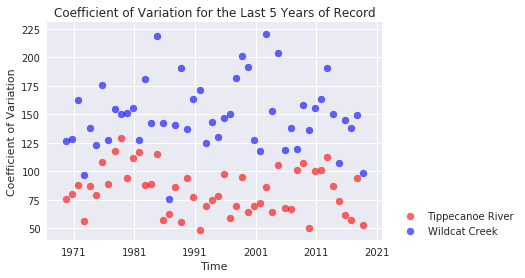 Coefficient of Variation for the Last 5 Years of Record
225
200
175
150
125
100
75
50
Coefficient of Variation
1971
1981
1991
2001
2011
2021
Time
Tippecanoe River
Wildcat Creek